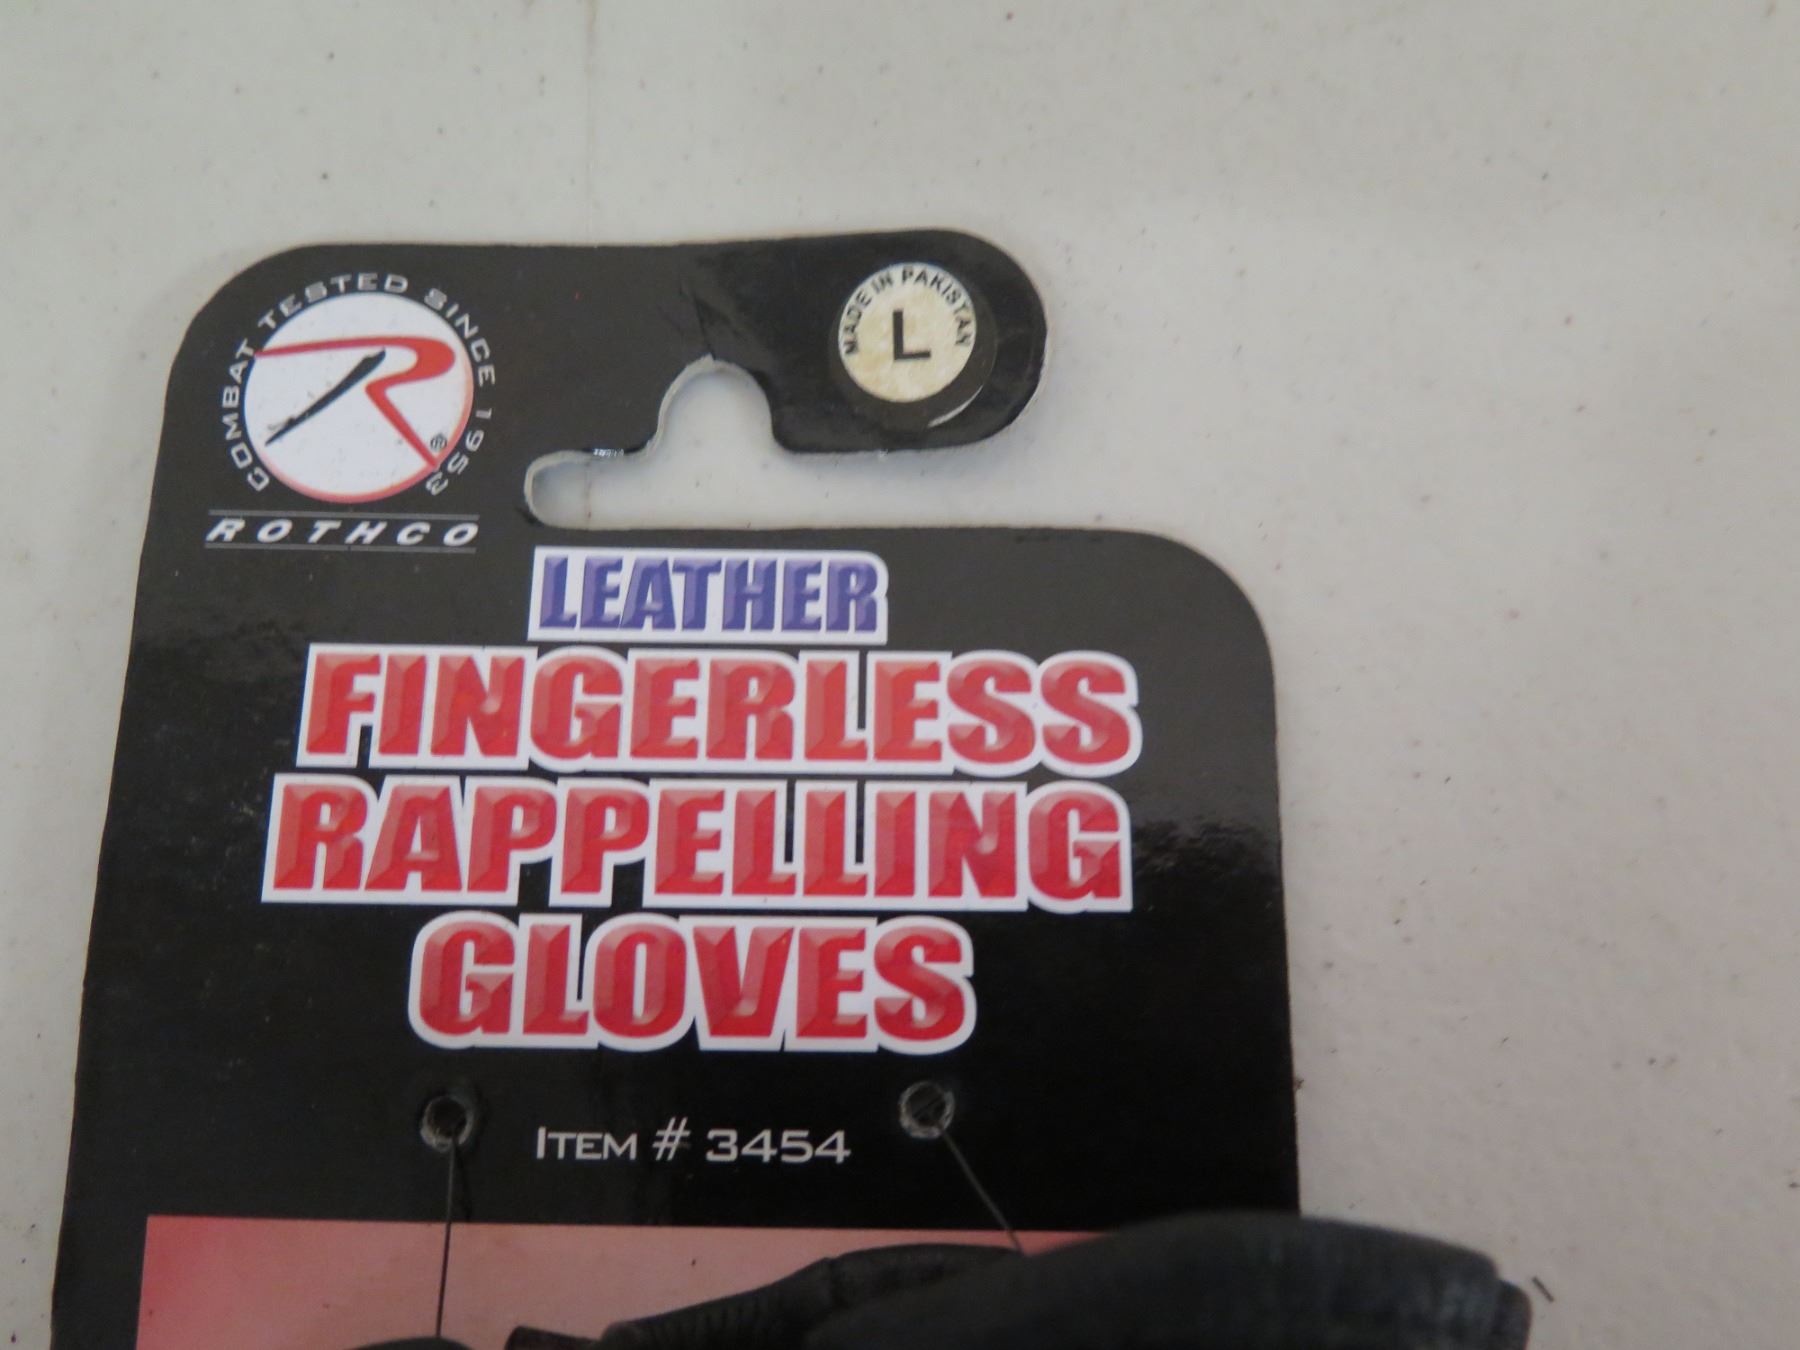 COMBAT TESTED SINCE 1953
R®
ROTHCO
MADE IN PAKISTAN
L
LEATHER
FINGERLESS
RAPPELLING
GLOVES
ITEM # 3454